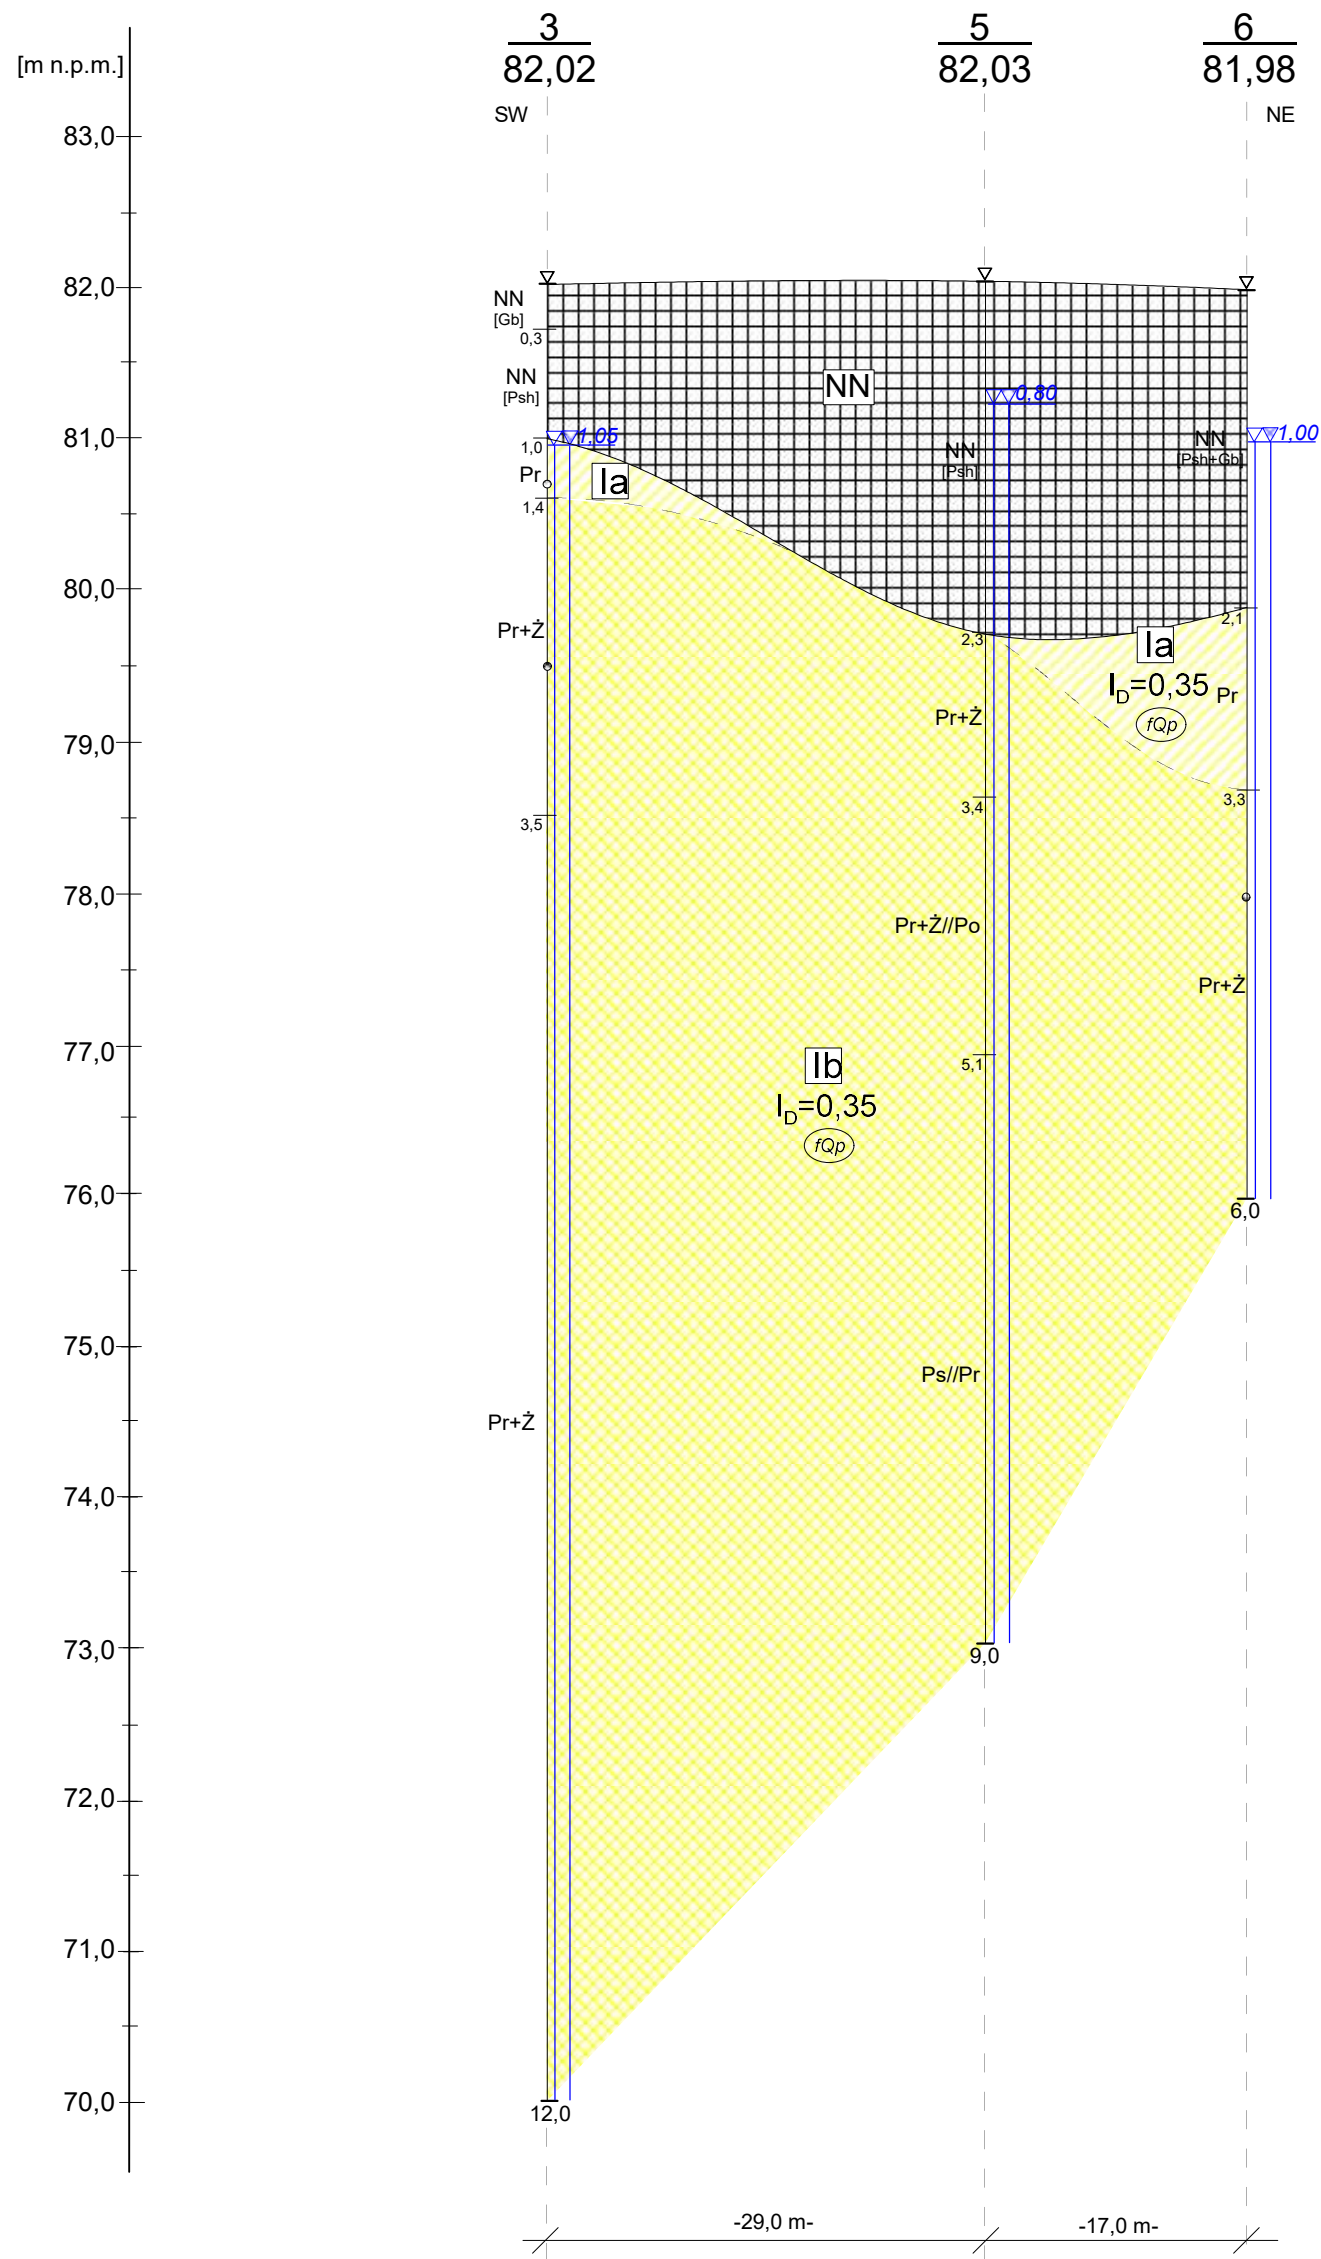 3
82,02
5
82,03
6
81,98
[m n.p.m.]
SW
NE
83,0
82,0
81,0
80,0
79,0
78,0
77,0
76,0
75,0
74,0
73,0
72,0
71,0
70,0
NN
[Gb]
0,3
NN
[Psh]
1,0
1,05
Pr
1,4
Pr+Ż
3,5
Pr+Ż
12,0
NN
Ia
Ib
I_D=0,35
fQp
0,80
NN
[Psh]
2,3
Pr+Ż
3,4
Pr+Ż//Po
5,1
Ps//Pr
9,0
NN
[Psh+Gb]
1,00
2,1
Ia
I_D=0,35
Pr
fQp
3,3
Pr+Ż
6,0
-29,0 m-
-17,0 m-